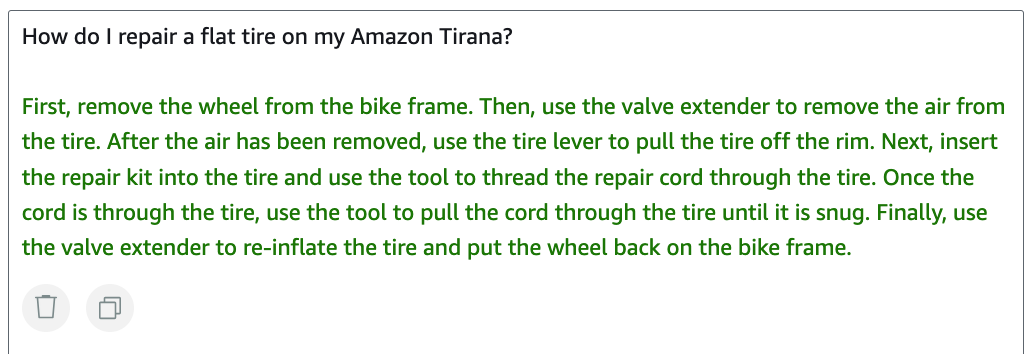 How do I repair a flat tire on my Amazon Tirana?
First, remove the wheel from the bike frame. Then, use the valve extender to remove the air from
the tire. After the air has been removed, use the tire lever to pull the tire off the rim. Next, insert
the repair kit into the tire and use the tool to thread the repair cord through the tire. Once the
cord is through the tire, use the tool to pull the cord through the tire until it is snug. Finally, use
the valve extender to re-inflate the tire and put the wheel back on the bike frame.